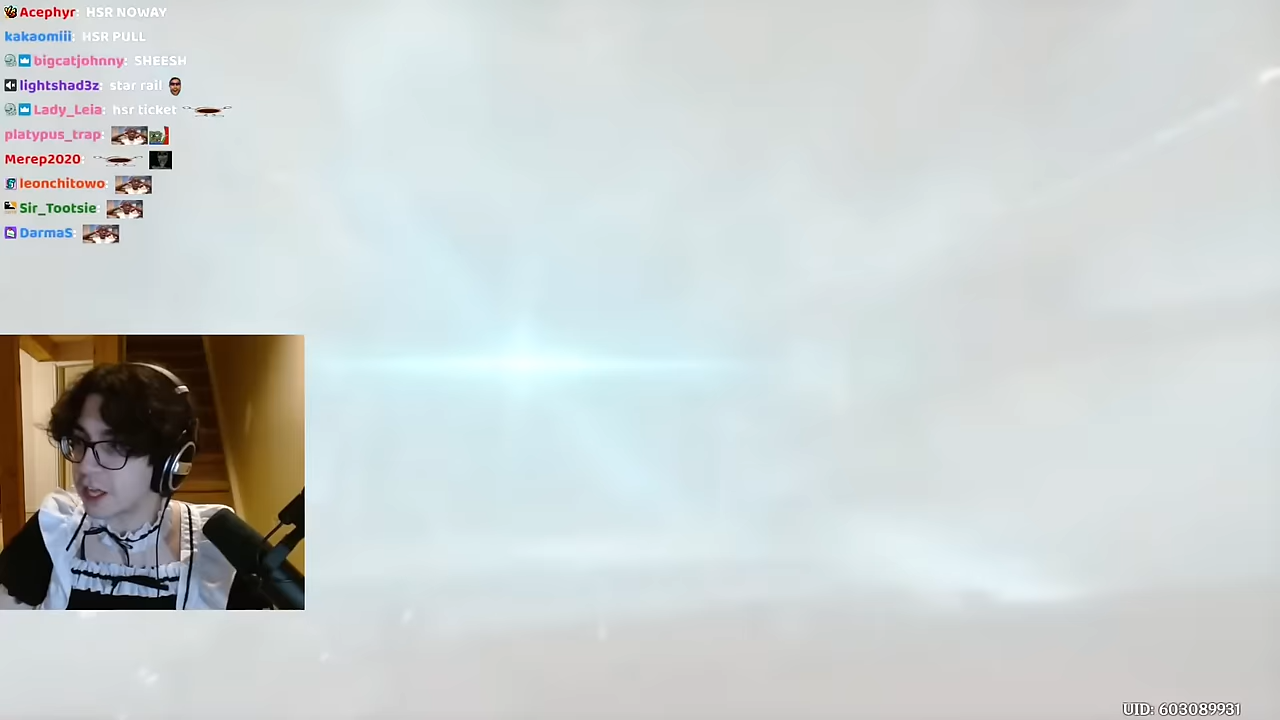 Acephyr: HSR NOWAY
kakaomiii: HSR PULL
bigcatjohnny: SHEESH
lightshad3z: star rail
Lady_Leia: hsr ticket
platypus_trap:
Merep2020:
leonchitowo:
Sir_Tootsie:
DarmaS:
UID: 603089931